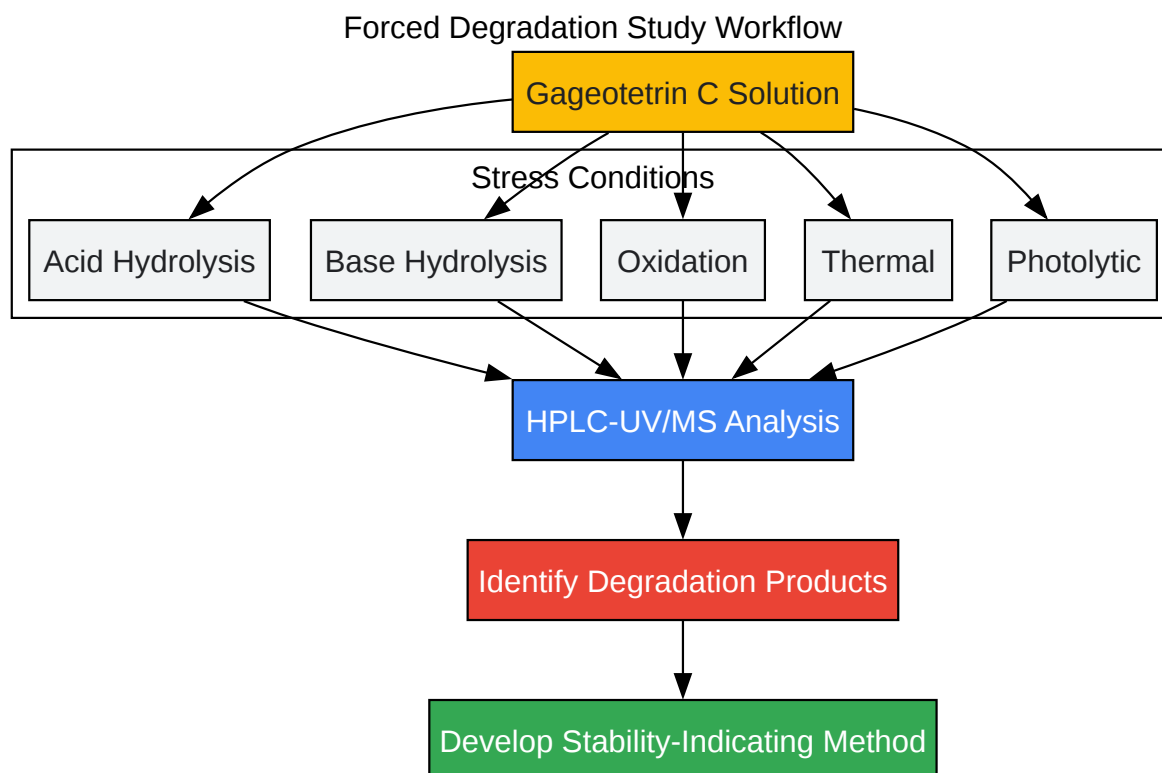 Forced Degradation Study Workflow
Gageotetrin C Solution
Stress Conditions
Acid Hydrolysis
Base Hydrolysis
Oxidation
Thermal
Photolytic
HPLC-UV/MS Analysis
Identify Degradation Products
Develop Stability-Indicating Method